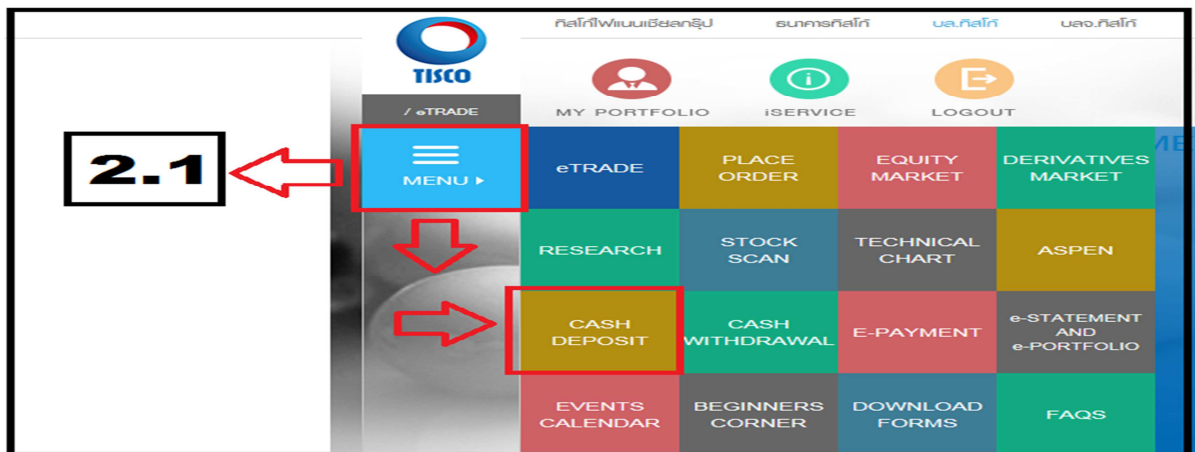 ทิสโก้ไฟแนนเชียลกรุ๊ป ธนาคารทิสโก้ บล.ทิสโก้ บลจ.ทิสโก้
TISCO
MY PORTFOLIO iSERVICE LOGOUT
/ eTRADE
2.1
MENU
eTRADE
PLACE
ORDER
EQUITY
MARKET
DERIVATIVES
MARKET
RESEARCH
STOCK
SCAN
TECHNICAL
CHART
ASPEN
CASH
DEPOSIT
CASH
WITHDRAWAL
E-PAYMENT
e-STATEMENT
AND
e-PORTFOLIO
EVENTS
CALENDAR
BEGINNERS
CORNER
DOWNLOAD
FORMS
FAQS